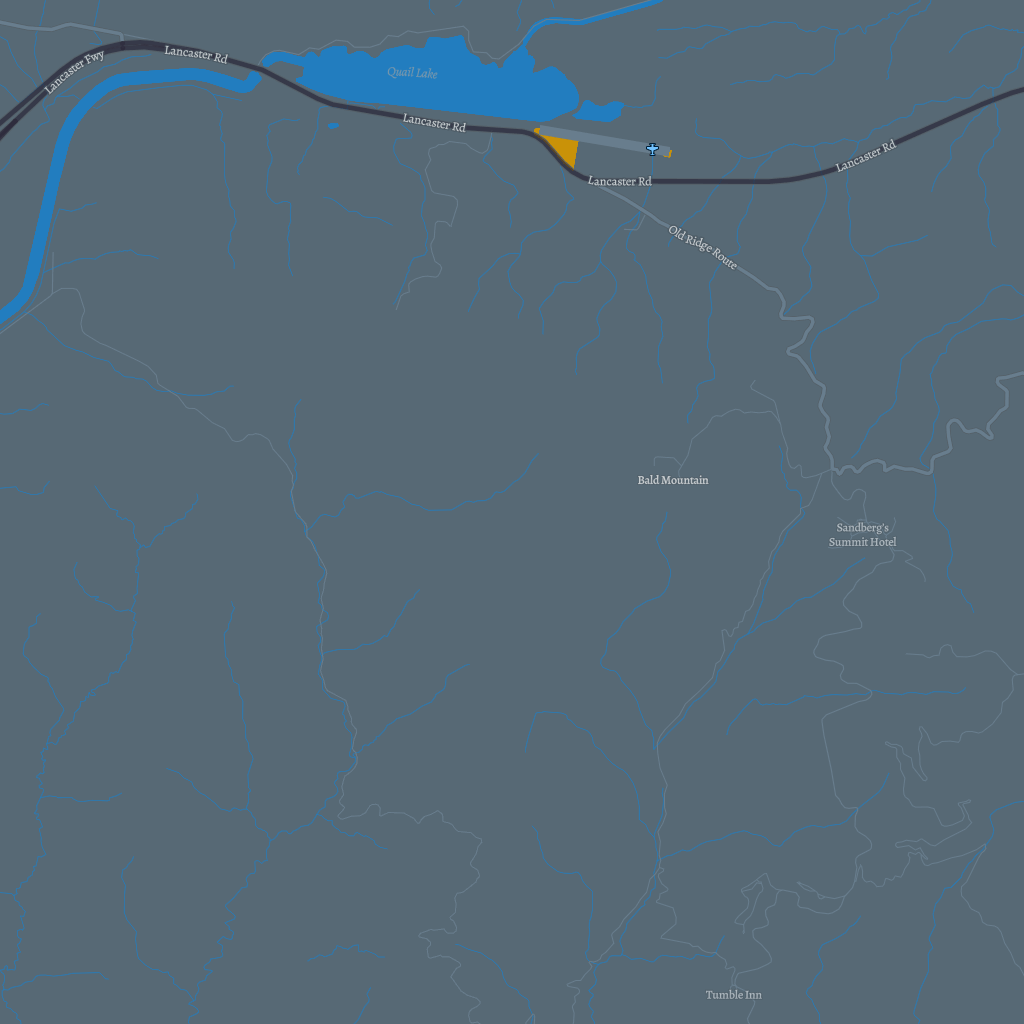 Lancaster Fwy
Lancaster Rd
Quail Lake
Lancaster Rd
Lancaster Rd
Lancaster Rd
Old Ridge Route
Bald Mountain
Sandberg's
Summit Hotel
Tumble Inn